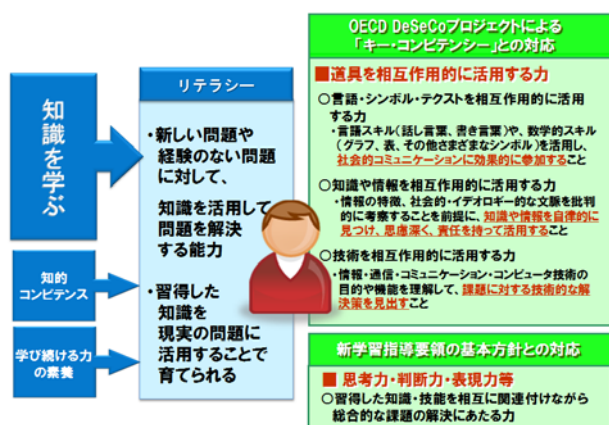 知識を学ぶ
知的
コンピテンス
学び続ける力
の素養
リテラシー
・新しい問題や
経験のない問題
に対して、
知識を活用して
問題を解決
する能力
・習得した
知識を
現実の問題に
活用することで
育てられる
OECD DeSeCoプロジェクトによる
「キー・コンピテンシー」との対応
■道具を相互作用的に活用する力
○言語・シンボル・テクストを相互作用的に活用
する力
・言語スキル(話し言葉、書き言葉)や、数学的スキル
(グラフ、表、その他さまざまなシンボル)を活用し、
社会的コミュニケーションに効果的に参加すること
○知識や情報を相互作用的に活用する力
・情報の特徴、社会的・イデオロギー的な文脈を批判
的に考察することを前提に、知識や情報を自律的に
見つけ、思慮深く、責任を持って活用すること
○技術を相互作用的に活用する力
・情報・通信・コミュニケーション・コンピュータ技術の
目的や機能を理解して、課題に対する技術的な解
決策を見出すこと
新学習指導要領の基本方針との対応
■ 思考力・判断力・表現力等
○習得した知識・技能を相互に関連付けながら
総合的な課題の解決にあたる力